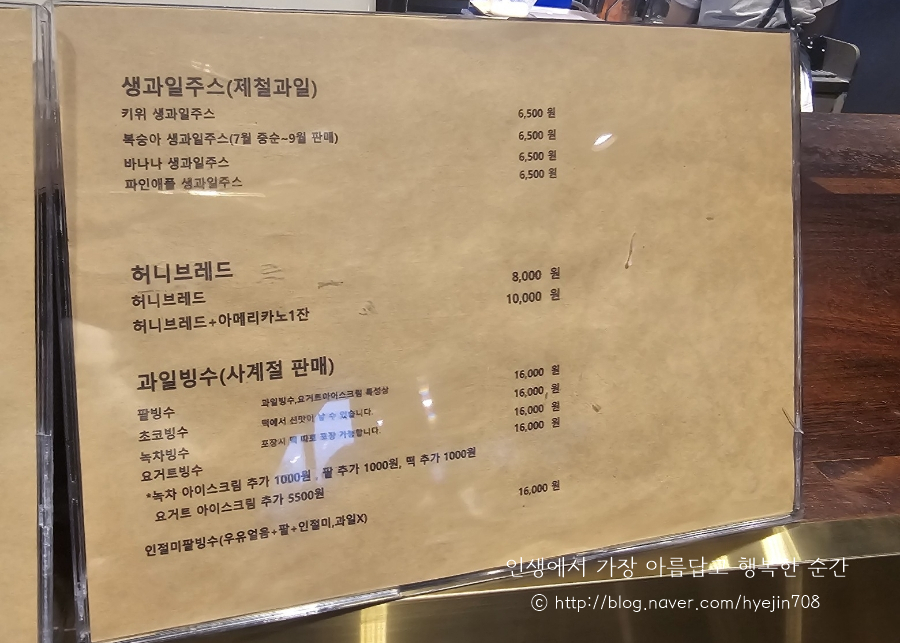 생과일주스(제철과일)
키위 생과일주스 6,500 원
복숭아 생과일주스(7월 중순~9월 판매) 6,500 원
바나나 생과일주스 6,500 원
파인애플 생과일주스 6,500 원
허니브레드
허니브레드 8,000 원
허니브레드+아메리카노1잔 10,000 원
과일빙수(사계절 판매)
팥빙수 16,000 원
초코빙수 16,000 원
녹차빙수 16,000 원
요거트빙수 16,000 원
과일빙수,요거트아이스크림 특성상
떡에서 쉰맛이 날 수 있습니다.
포장시 떡 따로 포장 가능합니다.
*녹차 아이스크림 추가 1000원 , 팥 추가 1000원, 떡 추가 1000원
요거트 아이스크림 추가 5500원
인절미팥빙수(우유얼음+팥+인절미,과일X) 16,000 원
인생에서 가장 아름답고 행복한 순간
© http://blog.naver.com/hyejin708